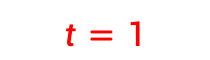 t = 1